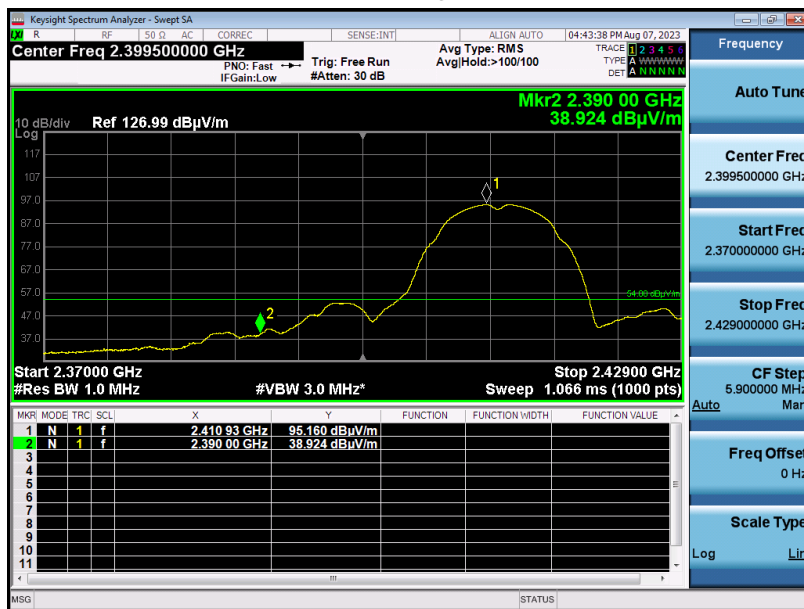 Keysight Spectrum Analyzer - Swept SA
LXI R RF 50 Ω AC CORREC SENSE:INT ALIGN AUTO 04:43:38 PM Aug 07, 2023
Center Freq 2.399500000 GHz
PNO: Fast
IFGain:Low
Trig: Free Run
#Atten: 30 dB
Avg Type: RMS
Avg|Hold:>100/100
TRACE 1 2 3 4 5 6
TYPE A WWWWW
DET A N N N N N
Mkr2 2.390 00 GHz
38.924 dBµV/m
10 dB/div Ref 126.99 dBµV/m
Log
117
107
97.0
87.0
77.0
67.0
57.0
47.0
37.0
1
2
54.00 dBµV/m
Start 2.37000 GHz Stop 2.42900 GHz
#Res BW 1.0 MHz #VBW 3.0 MHz* Sweep 1.066 ms (1000 pts)
MKR MODE TRC SCL X Y FUNCTION FUNCTION WIDTH FUNCTION VALUE
1 N 1 f 2.410 93 GHz 95.160 dBµV/m
2 N 1 f 2.390 00 GHz 38.924 dBµV/m
3
4
5
6
7
8
9
10
11
MSG STATUS
Frequency
Auto Tune
Center Freq
2.399500000 GHz
Start Freq
2.370000000 GHz
Stop Freq
2.429000000 GHz
CF Step
5.900000 MHz
Auto Man
Freq Offset
0 Hz
Scale Type
Log Lin